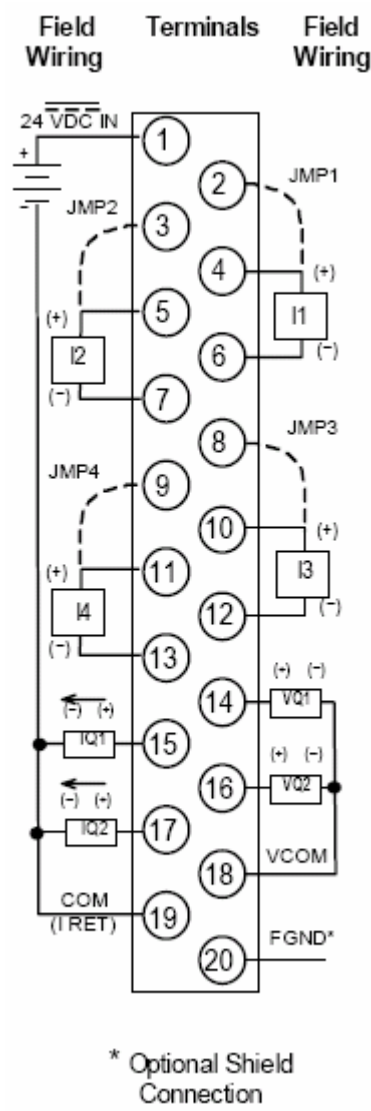 Field Wiring
Terminals
Field Wiring
24 VDC IN
1
+
−
2
JMP1
JMP2
3
4
(+)
I1
(−)
(+)
5
I2
6
(−)
7
8
JMP3
JMP4
9
10
(+)
I3
(−)
(+)
11
I4
12
(−)
13
(+) (−)
14
VQ1
(−) (+)
IQ1
15
(+) (−)
16
VQ2
(−) (+)
IQ2
17
18
VCOM
COM
(I RET)
19
20
FGND*
* Optional Shield
Connection